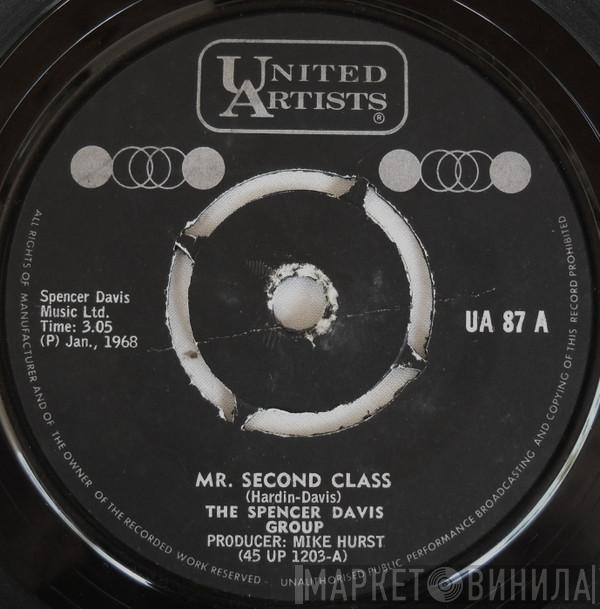 UNITED
ARTISTS
®
Spencer Davis
Music Ltd.
Time: 3.05
(P) Jan., 1968
UA 87 A
MR. SECOND CLASS
(Hardin-Davis)
THE SPENCER DAVIS
GROUP
PRODUCER: MIKE HURST
(45 UP 1203-A)
ALL RIGHTS OF MANUFACTURER AND OF THE OWNER OF THE RECORDED WORK RESERVED - UNAUTHORISED PUBLIC PERFORMANCE BROADCASTING AND COPYING OF THIS RECORD PROHIBITED
МАРКЕТ ВИНИЛА